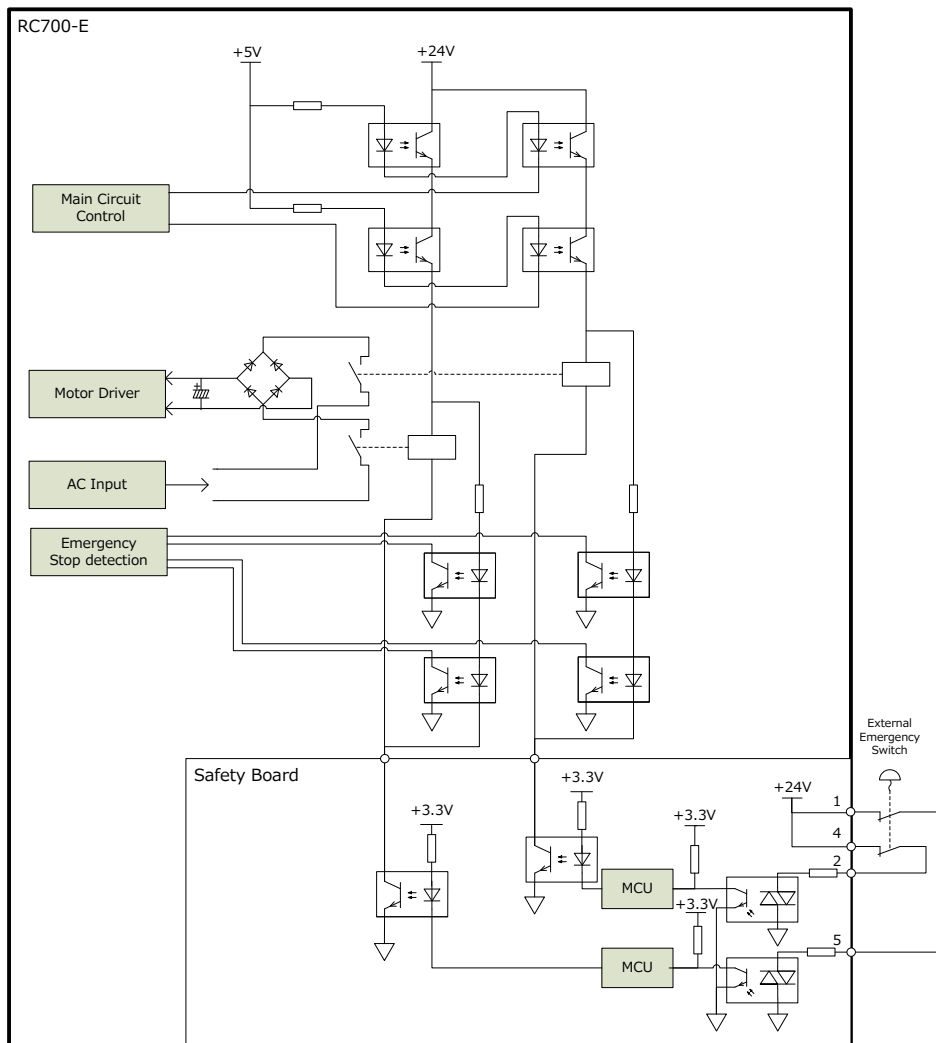 RC700-E
+5V
+24V
Main Circuit
Control
Motor Driver
+
AC Input
Emergency
Stop detection
External
Emergency
Switch
Safety Board
+3.3V
+3.3V
+3.3V
+24V
1
4
2
MCU
+3.3V
5
MCU